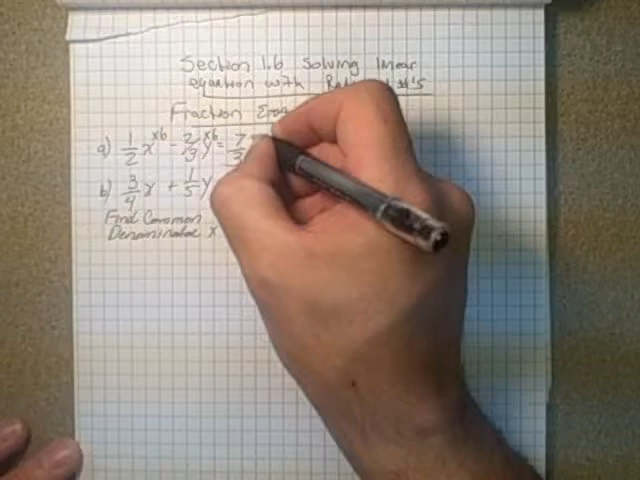 Section 1.6 Solving linear
equation with #'s
Fraction
a) 1/2 x ×6 - 2/3 y ×6 = 7/3
b) 3/4 x + 1/5 y
Find Common
Denominator x